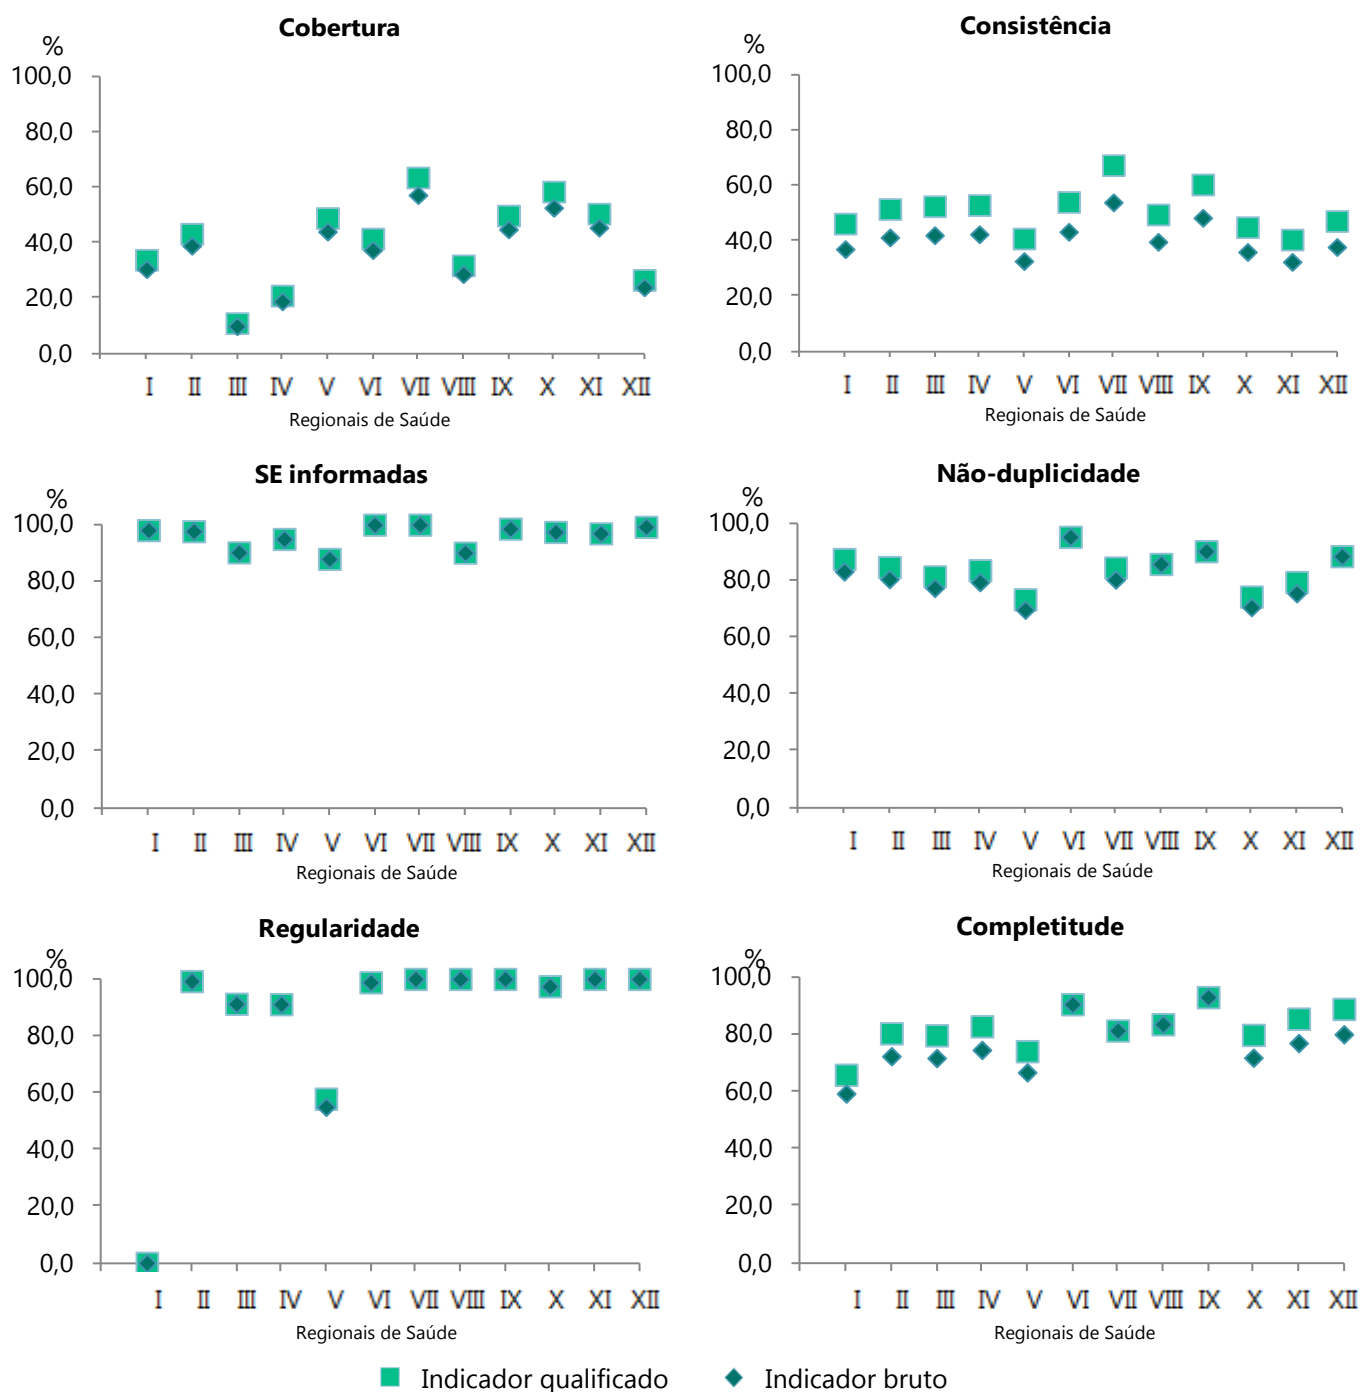 Cobertura
%
100,0
80,0
60,0
40,0
20,0
0,0
I II III IV V VI VII VIII IX X XI XII
Regionais de Saúde
Consistência
%
100,0
80,0
60,0
40,0
20,0
0,0
I II III IV V VI VII VIII IX X XI XII
Regionais de Saúde
SE informadas
%
100,0
80,0
60,0
40,0
20,0
0,0
I II III IV V VI VII VIII IX X XI XII
Regionais de Saúde
Não-duplicidade
%
100,0
80,0
60,0
40,0
20,0
0,0
I II III IV V VI VII VIII IX X XI XII
Regionais de Saúde
Regularidade
%
100,0
80,0
60,0
40,0
20,0
0,0
I II III IV V VI VII VIII IX X XI XII
Regionais de Saúde
Completitude
%
100,0
80,0
60,0
40,0
20,0
0,0
I II III IV V VI VII VIII IX X XI XII
Regionais de Saúde
Indicador qualificado Indicador bruto